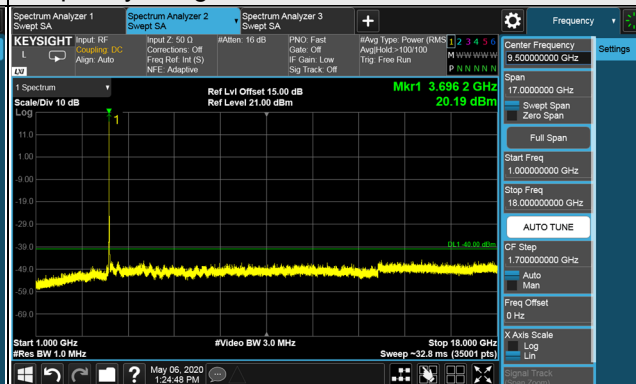 Spectrum Analyzer 1
Swept SA
Spectrum Analyzer 2
Swept SA
Spectrum Analyzer 3
Swept SA
+
Frequency
KEYSIGHT
L
LXI
Input: RF
Coupling: DC
Align: Auto
Input Z: 50 Ω
Corrections: Off
Freq Ref: Int (S)
NFE: Adaptive
#Atten: 16 dB
PNO: Fast
Gate: Off
IF Gain: Low
Sig Track: Off
#Avg Type: Power (RMS
Avg|Hold:>100/100
Trig: Free Run
1 2 3 4 5 6
M W W W W W
P N N N N N
Center Frequency
9.500000000 GHz
Settings
Span
17.0000000 GHz
Swept Span
Zero Span
Full Span
Start Freq
1.000000000 GHz
Stop Freq
18.000000000 GHz
AUTO TUNE
CF Step
1.700000000 GHz
Auto
Man
Freq Offset
0 Hz
X Axis Scale
Log
Lin
Signal Track
(Span Zoom)
1 Spectrum
Scale/Div 10 dB
Log
Ref Lvl Offset 15.00 dB
Ref Level 21.00 dBm
Mkr1 3.696 2 GHz
20.19 dBm
1
11.0
1.00
-9.00
-19.0
-29.0
-39.0
-49.0
-59.0
-69.0
DL1 -40.00 dBm
Start 1.000 GHz
#Res BW 1.0 MHz
#Video BW 3.0 MHz
Stop 18.000 GHz
Sweep ~32.8 ms (35001 pts)
?
May 06, 2020
1:24:48 PM